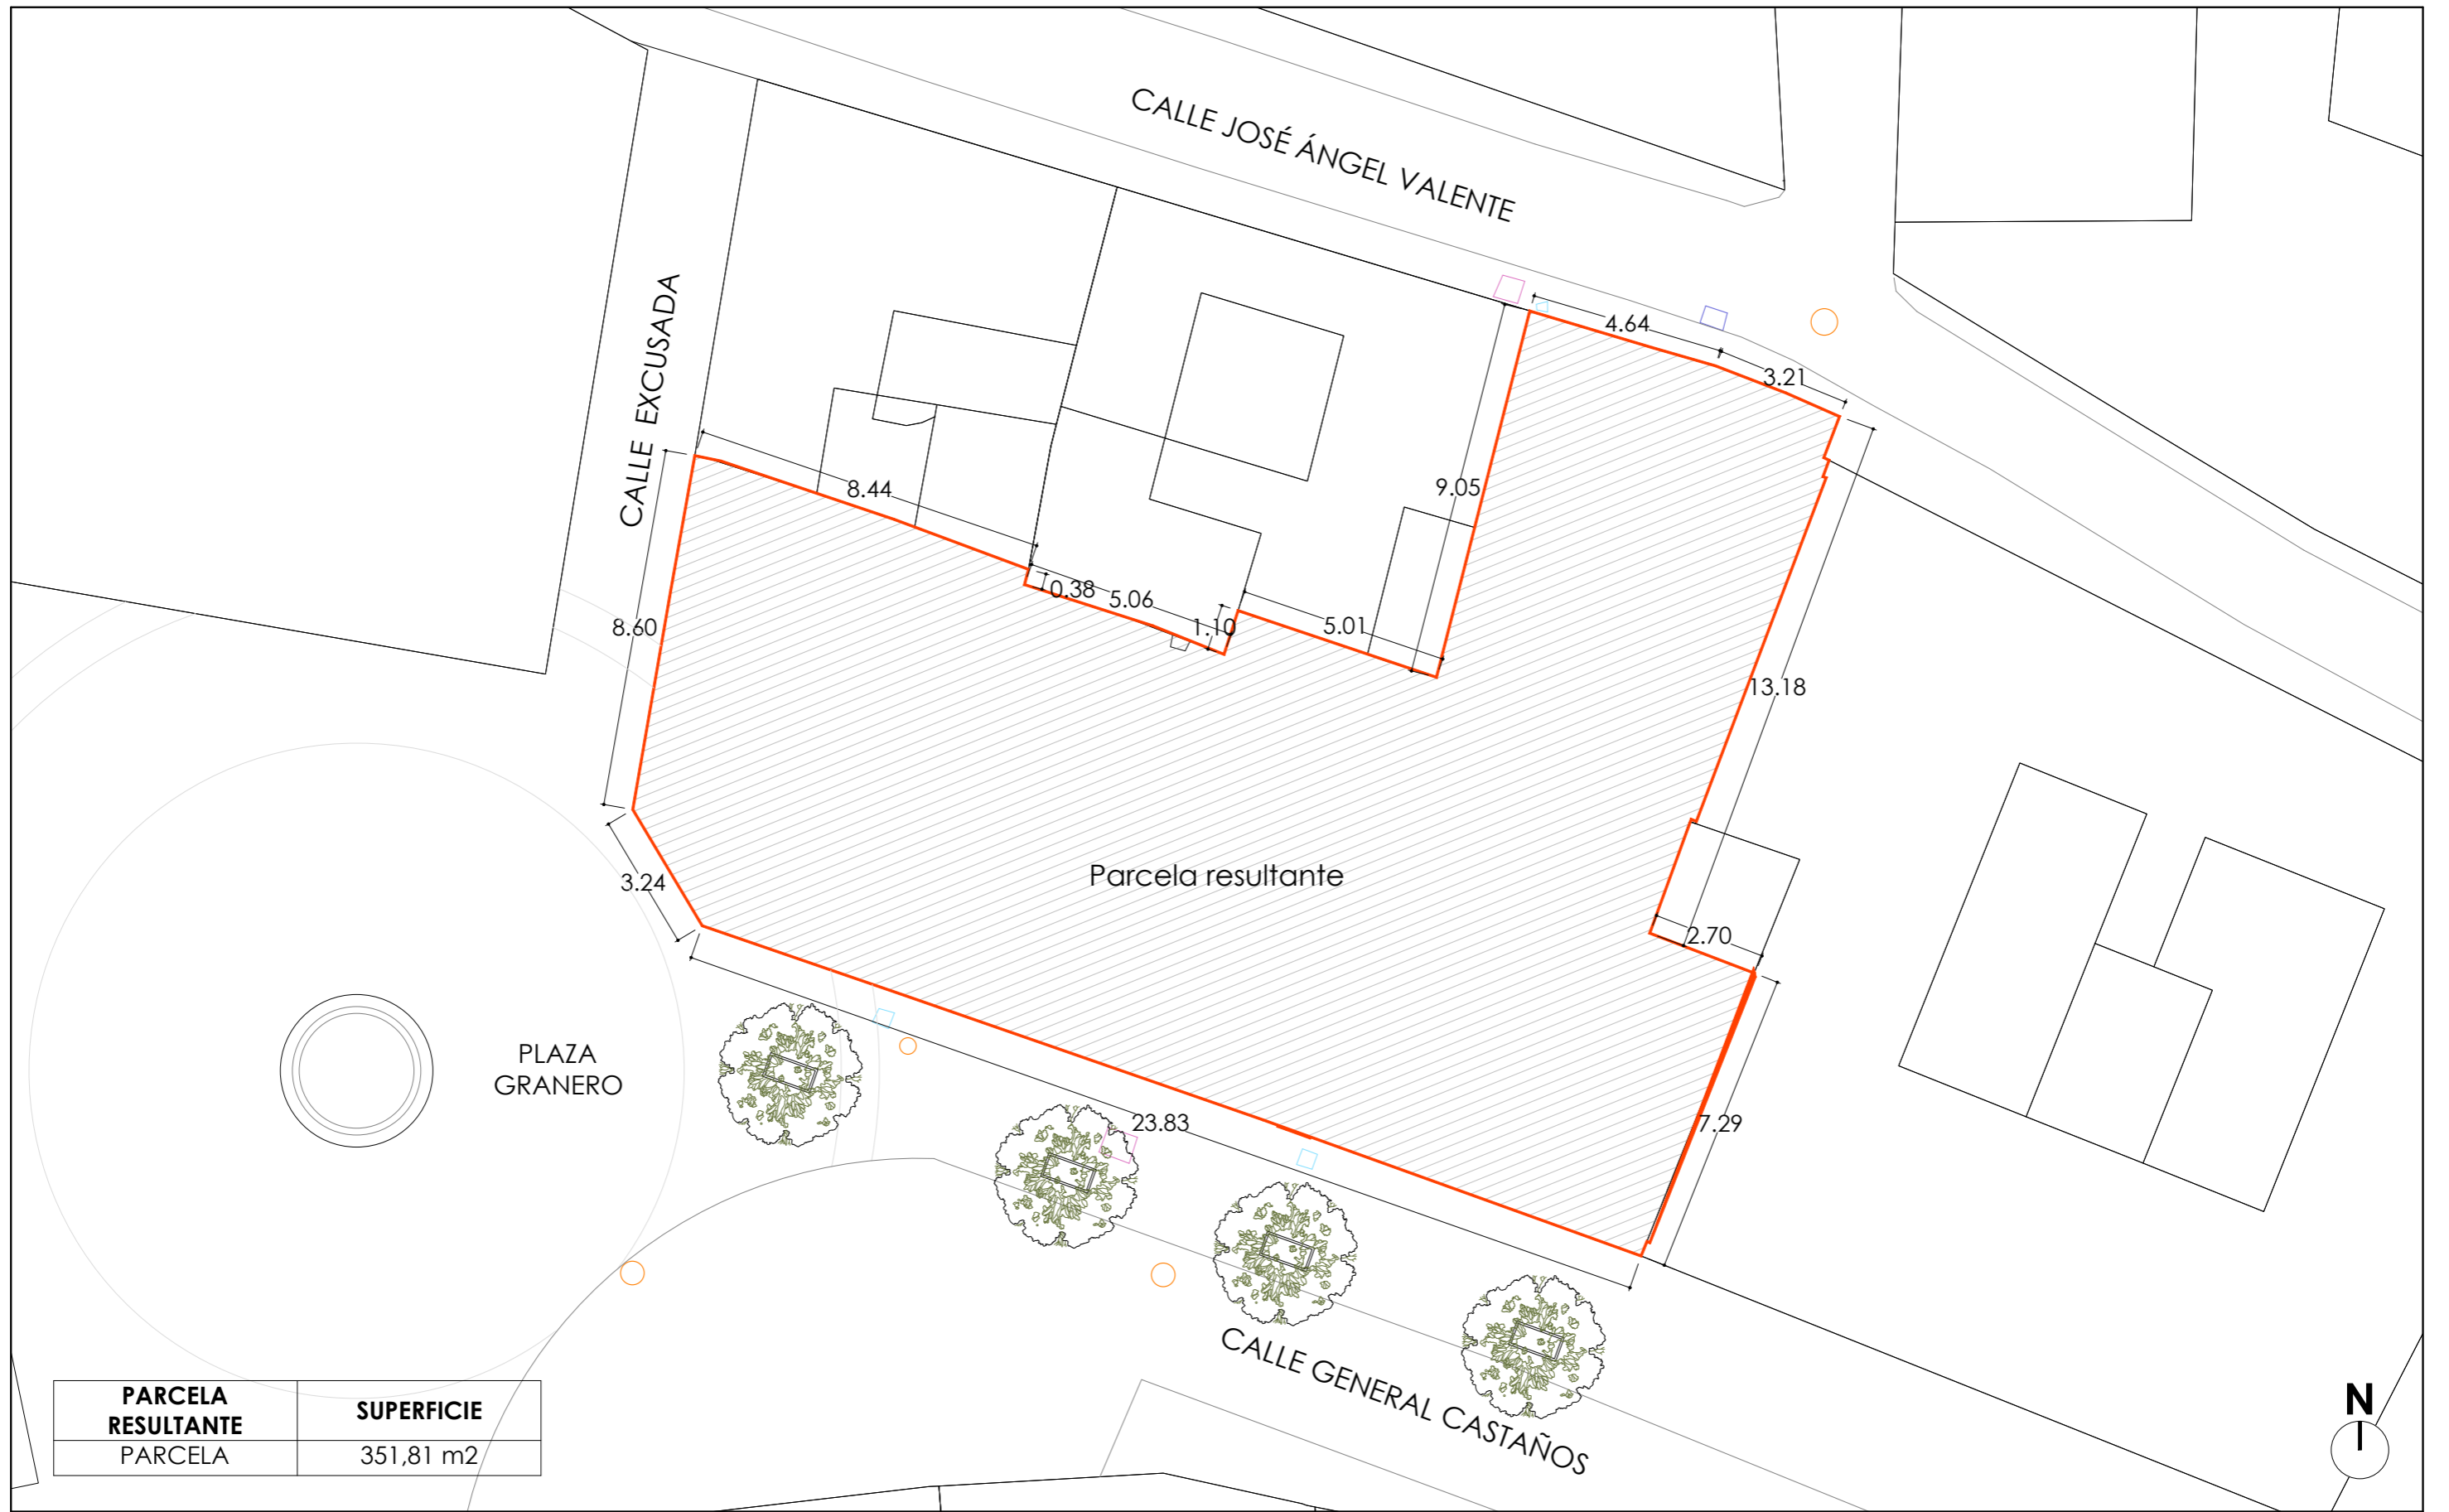 CALLE JOSÉ ÁNGEL VALENTE
CALLE EXCUSADA
4.64
3.21
8.44
9.05
0.38
5.06
1.10
5.01
8.60
13.18
3.24
Parcela resultante
2.70
PLAZA
GRANERO
23.83
7.29
CALLE GENERAL CASTAÑOS
PARCELA
RESULTANTE
SUPERFICIE
PARCELA
351,81 m2
N